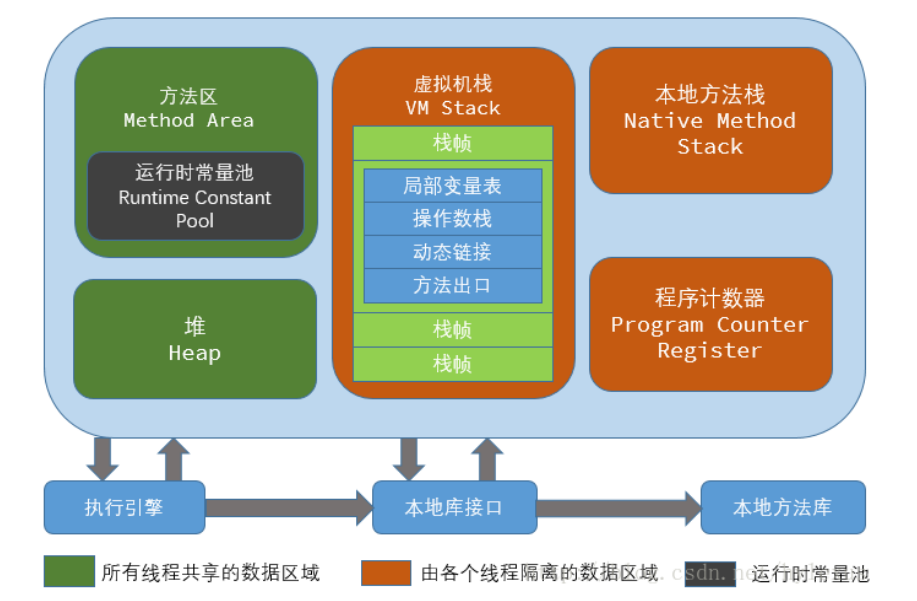 方法区
Method Area
运行时常量池
Runtime Constant
Pool
堆
Heap
虚拟机栈
VM Stack
栈帧
局部变量表
操作数栈
动态链接
方法出口
栈帧
栈帧
本地方法栈
Native Method
Stack
程序计数器
Program Counter
Register
执行引擎
本地库接口
本地方法库
所有线程共享的数据区域
由各个线程隔离的数据区域
运行时常量池